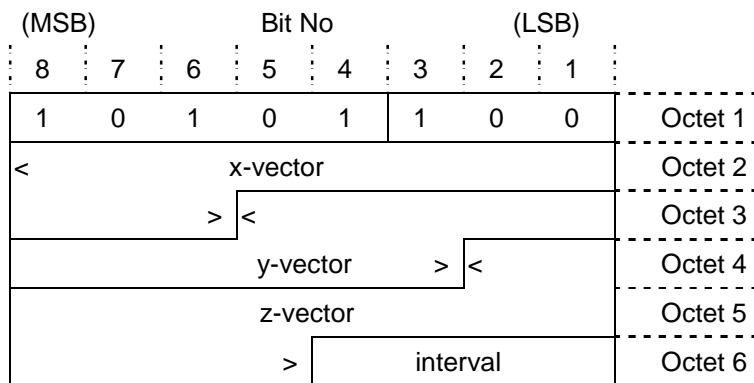 (MSB) Bit No (LSB)
8 7 6 5 4 3 2 1
1 0 1 0 1 1 0 0 Octet 1
< x-vector Octet 2
> < Octet 3
y-vector > < Octet 4
z-vector Octet 5
> interval Octet 6